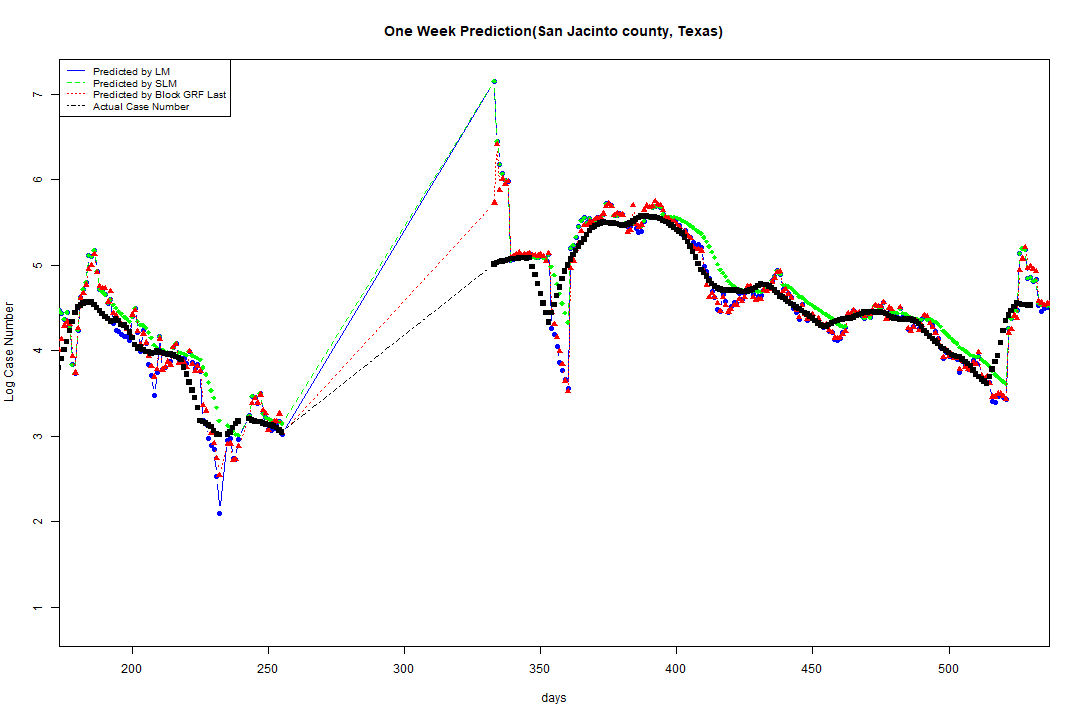 One Week Prediction(San Jacinto county, Texas)
Predicted by LM
Predicted by SLM
Predicted by Block GRF Last
Actual Case Number
Log Case Number
7
6
5
4
3
2
1
200 250 300 350 400 450 500
days